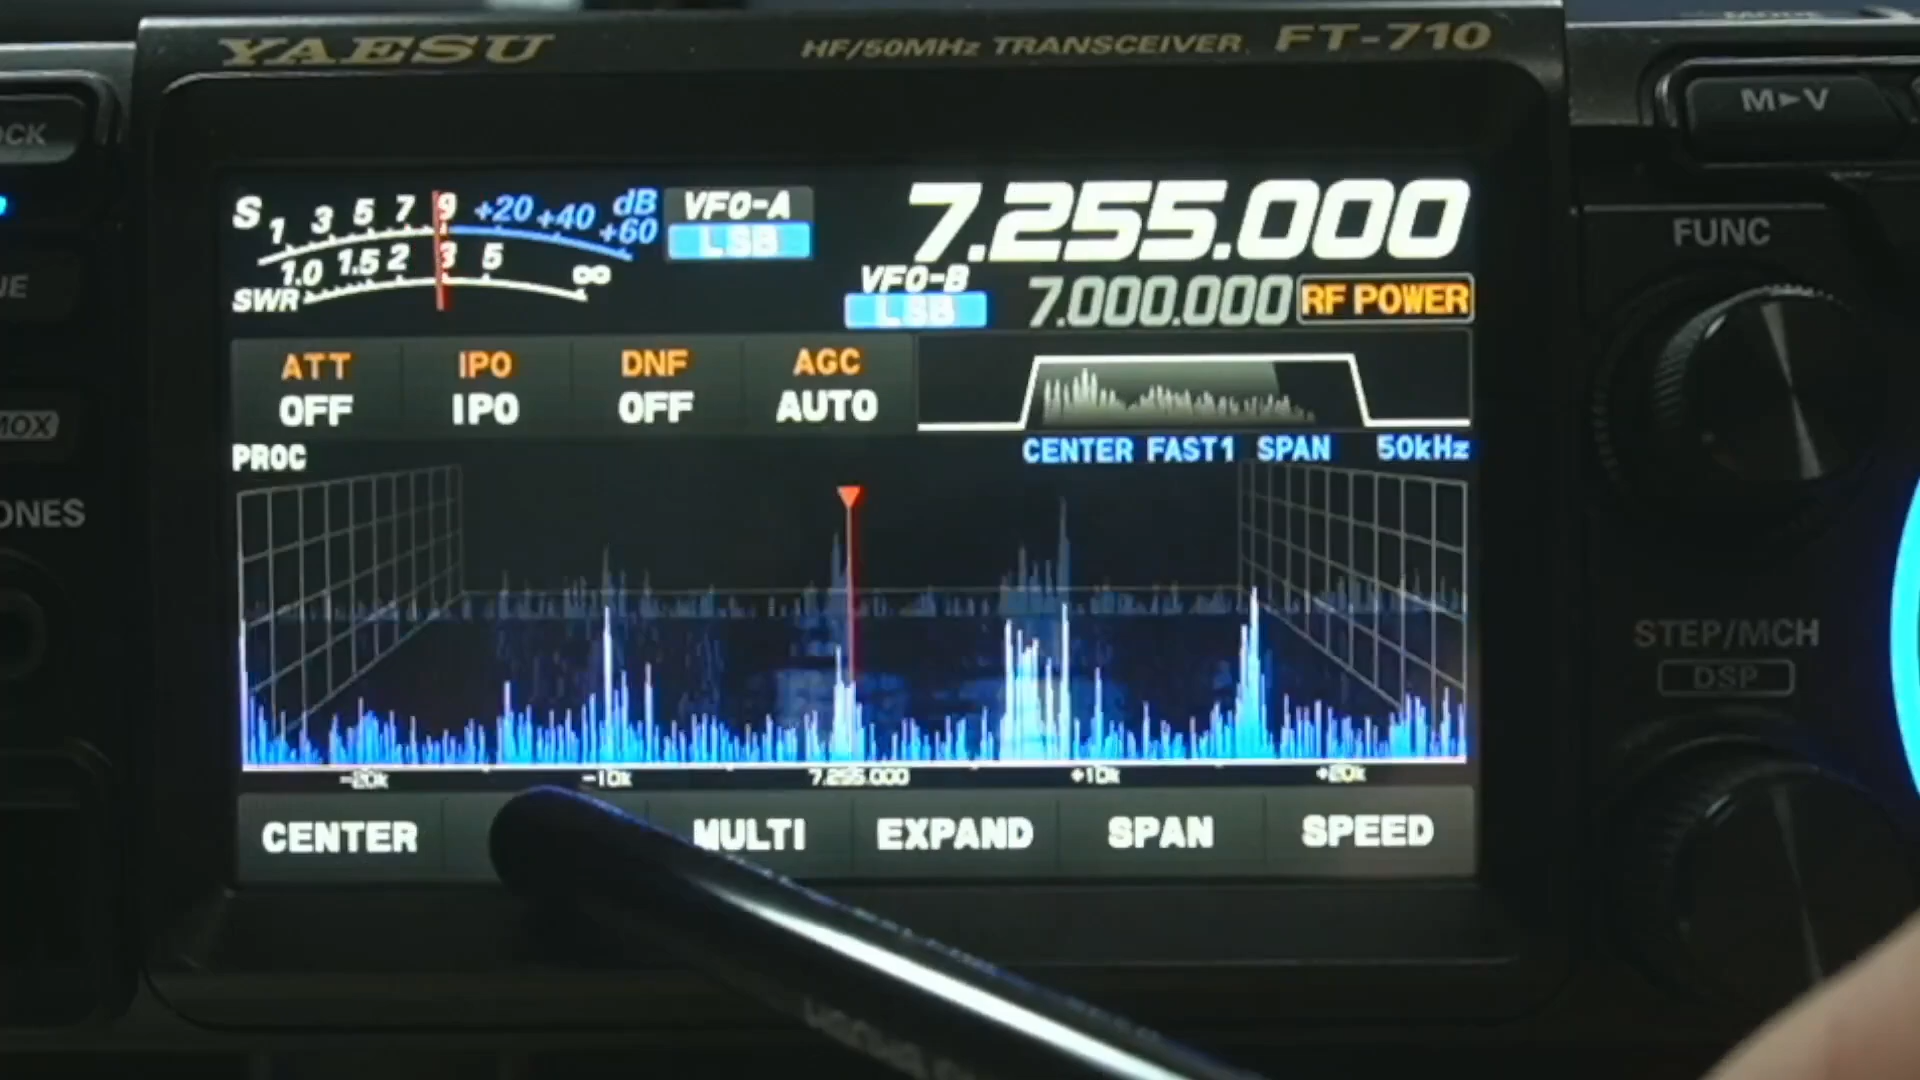 YAESU HF/50MHz TRANSCEIVER FT-710
MODE
M►V
FUNC
STEP/MCH
DSP
S 1 3 5 7 9 +20 +40 +60 dB
SWR 1.0 1.5 2 3 5 ∞
VFO-A
LSB
7.255.000
VFO-B
LSB
7.000.000
RF POWER
ATT IPO DNF AGC
OFF IPO OFF AUTO
PROC
CENTER FAST1 SPAN 50kHz
-20k -10k 7.255.000 +10k +20k
CENTER MULTI EXPAND SPAN SPEED